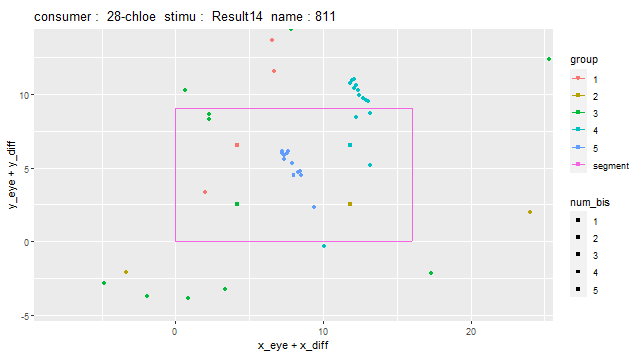 consumer : 28-chloe stimu : Result14 name : 811
y_eye + y_diff
10
5
0
-5
0
10
20
x_eye + x_diff
group
1
2
3
4
5
segment
num_bis
1
2
3
4
5